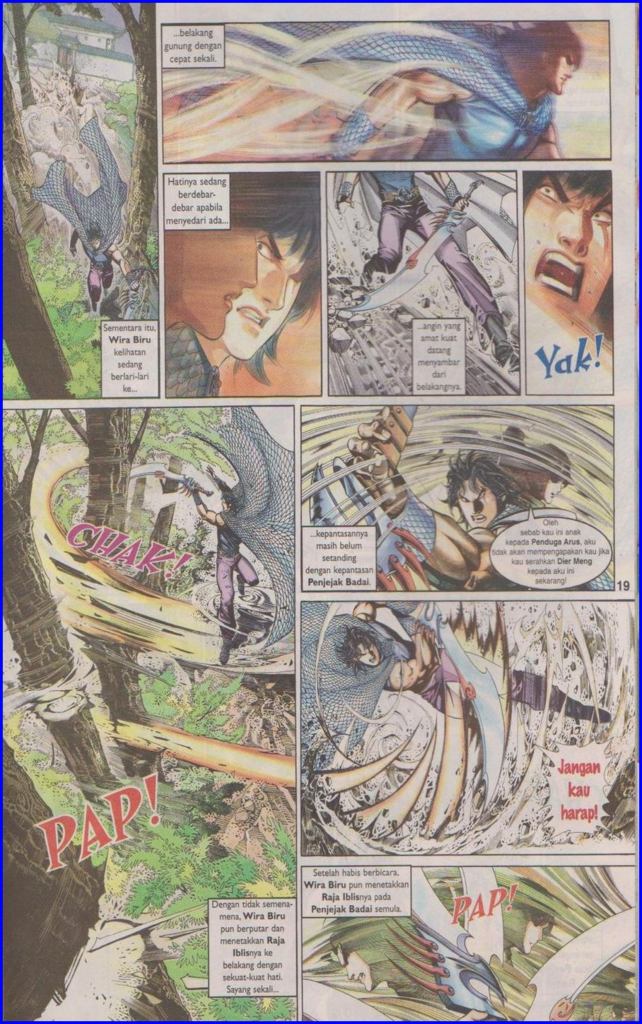 Sementara itu,
Wira Biru
kelihatan
sedang
berlari-lari
ke...
...belakang
gunung dengan
cepat sekali.
Hatinya sedang
berdebar-
debar apabila
menyedari ada...
...angin yang
amat kuat
datang
menyambar
dari
belakangnya.
Yak!
CHAK!
PAP!
Dengan tidak semena-
mena, Wira Biru
pun berputar dan
menetakkan Raja
Iblisnya ke
belakang dengan
sekuat-kuat hati.
Sayang sekali...
...kepantasannya
masih belum
setanding
dengan kepantasan
Penjejak Badai.
Oleh
sebab kau ini anak
kepada Penduga Arus, aku
tidak akan mempengapakan kau jika
kau serahkan Dier Meng
kepada aku ini
sekarang!
19
Jangan
kau
harap!
Setelah habis berbicara,
Wira Biru pun menetakkan
Raja Iblisnya pada
Penjejak Badai semula.
PAP!